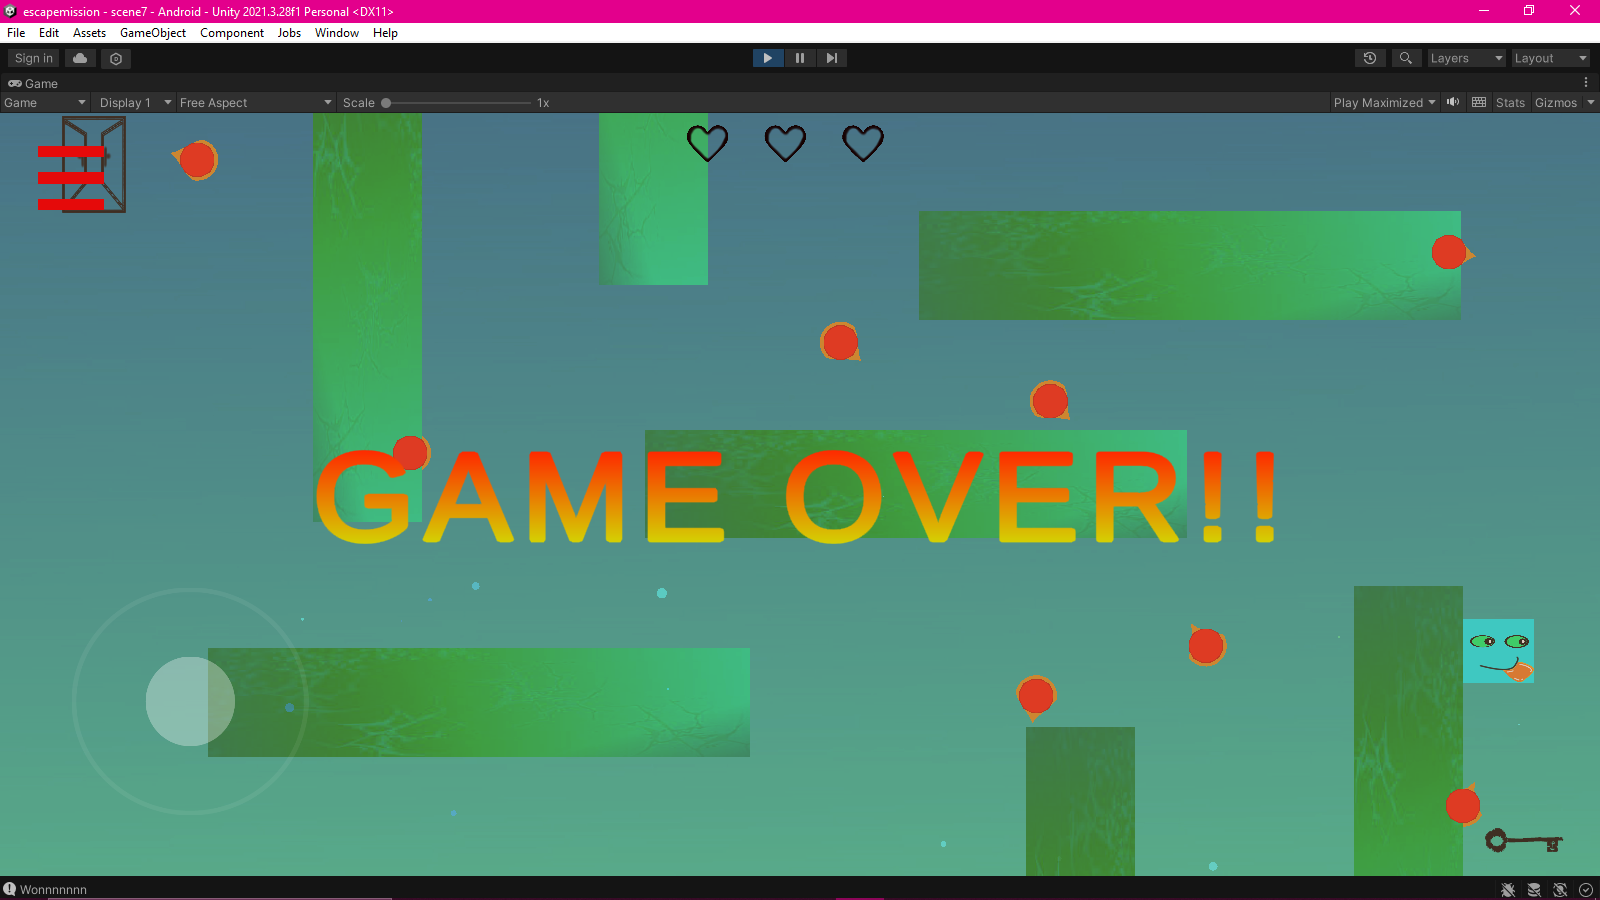 escapemission - scene7 - Android - Unity 2021.3.28f1 Personal <DX11>
File Edit Assets GameObject Component Jobs Window Help
Sign in Layers Layout
Game
Game Display 1 Free Aspect Scale 1x Play Maximized Stats Gizmos
GAME OVER!!
Wonnnnnnn